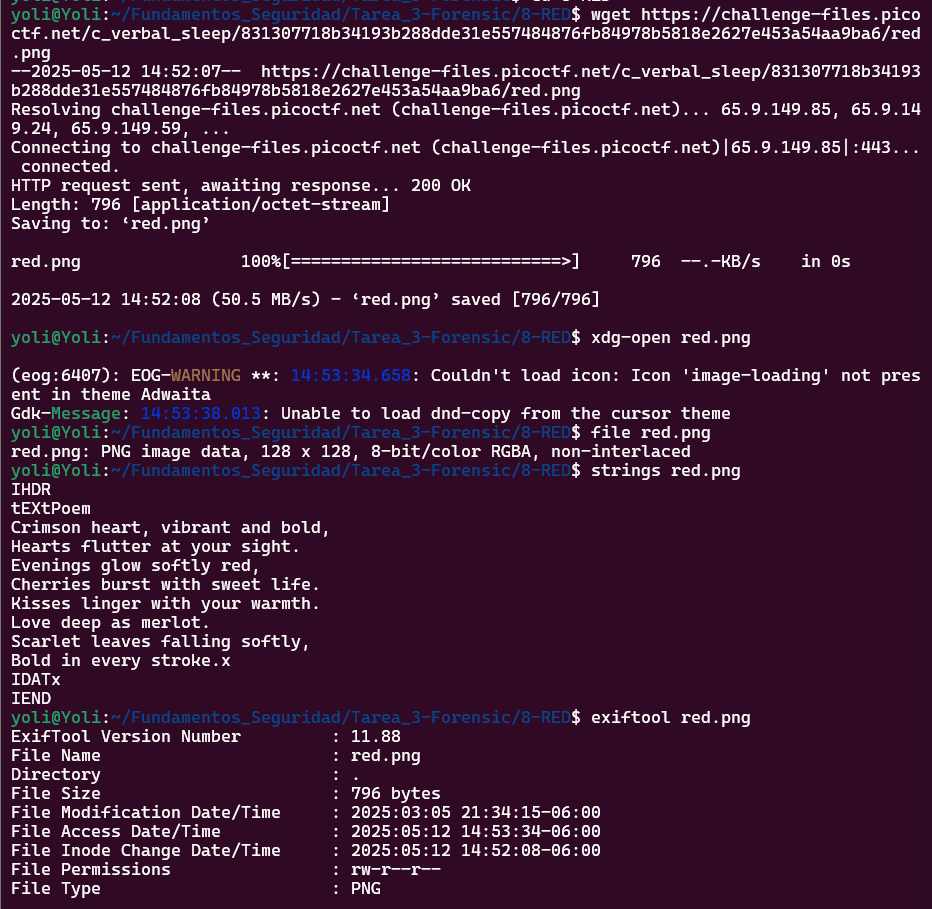 yoli@Yoli:~/Fundamentos_Seguridad/Tarea_3-Forensic/8-RED$ wget https://challenge-files.pico
ctf.net/c_verbal_sleep/831307718b34193b288dde31e557484876fb84978b5818e2627e453a54aa9ba6/red
.png
--2025-05-12 14:52:07--  https://challenge-files.picoctf.net/c_verbal_sleep/831307718b34193
b288dde31e557484876fb84978b5818e2627e453a54aa9ba6/red.png
Resolving challenge-files.picoctf.net (challenge-files.picoctf.net)... 65.9.149.85, 65.9.14
9.24, 65.9.149.59, ...
Connecting to challenge-files.picoctf.net (challenge-files.picoctf.net)|65.9.149.85|:443...
 connected.
HTTP request sent, awaiting response... 200 OK
Length: 796 [application/octet-stream]
Saving to: ‘red.png’
red.png                100%[===========================>]     796  --.-KB/s    in 0s
2025-05-12 14:52:08 (50.5 MB/s) - ‘red.png’ saved [796/796]
yoli@Yoli:~/Fundamentos_Seguridad/Tarea_3-Forensic/8-RED$ xdg-open red.png
(eog:6407): EOG-WARNING **: 14:53:34.658: Couldn't load icon: Icon 'image-loading' not pres
ent in theme Adwaita
Gdk-Message: 14:53:38.013: Unable to load dnd-copy from the cursor theme
yoli@Yoli:~/Fundamentos_Seguridad/Tarea_3-Forensic/8-RED$ file red.png
red.png: PNG image data, 128 x 128, 8-bit/color RGBA, non-interlaced
yoli@Yoli:~/Fundamentos_Seguridad/Tarea_3-Forensic/8-RED$ strings red.png
IHDR
tEXtPoem
Crimson heart, vibrant and bold,
Hearts flutter at your sight.
Evenings glow softly red,
Cherries burst with sweet life.
Kisses linger with your warmth.
Love deep as merlot.
Scarlet leaves falling softly,
Bold in every stroke.x
IDATx
IEND
yoli@Yoli:~/Fundamentos_Seguridad/Tarea_3-Forensic/8-RED$ exiftool red.png
ExifTool Version Number         : 11.88
File Name                       : red.png
Directory                       : .
File Size                       : 796 bytes
File Modification Date/Time     : 2025:03:05 21:34:15-06:00
File Access Date/Time           : 2025:05:12 14:53:34-06:00
File Inode Change Date/Time     : 2025:05:12 14:52:08-06:00
File Permissions                : rw-r--r--
File Type                       : PNG